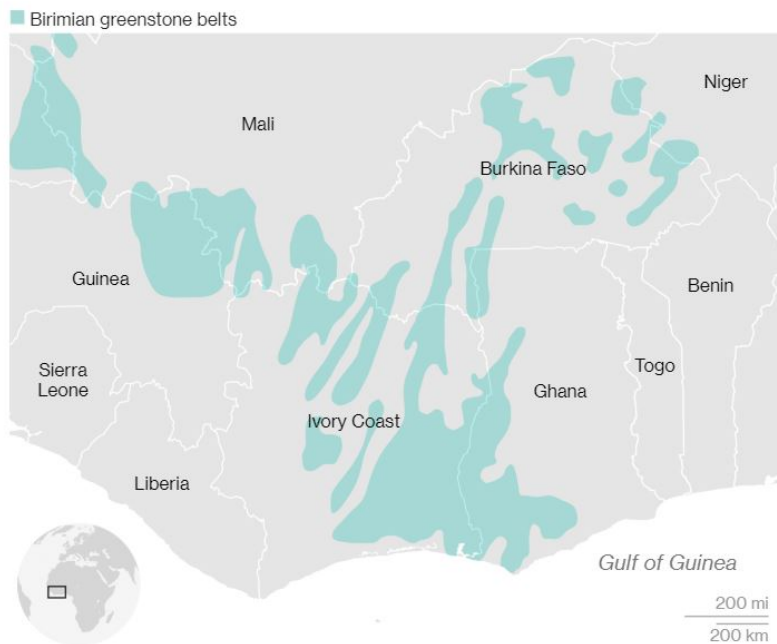 Birimian greenstone belts
Niger
Mali
Burkina Faso
Guinea
Benin
Sierra
Leone
Togo
Ghana
Ivory Coast
Liberia
Gulf of Guinea
200 mi
200 km